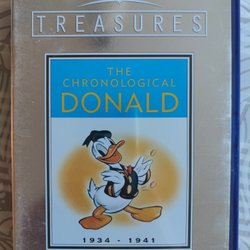 TREASURES
THE
CHRONOLOGICAL
DONALD
1934 - 1941